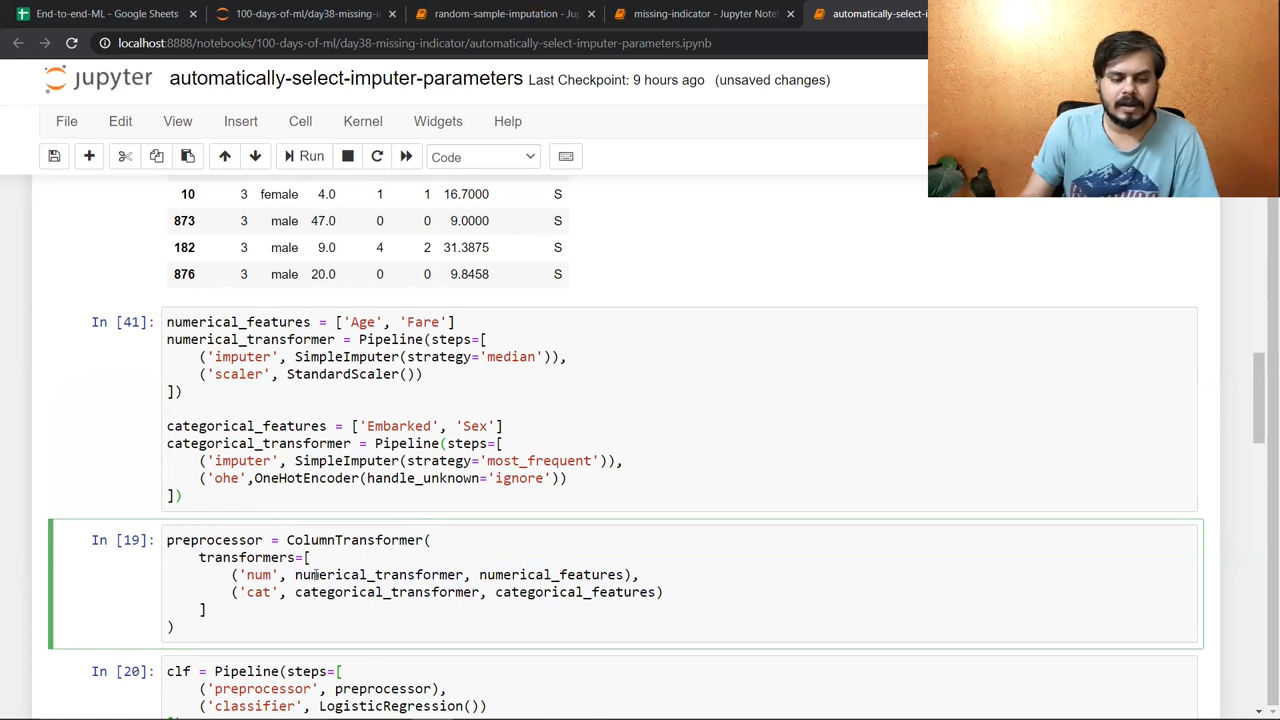 End-to-end-ML - Google Sheets
100-days-of-ml/day38-missing-in
random-sample-imputation - Ju
missing-indicator - Jupyter Note
automatically-select-i
localhost:8888/notebooks/100-days-of-ml/day38-missing-indicator/automatically-select-imputer-parameters.ipynb
jupyter automatically-select-imputer-parameters Last Checkpoint: 9 hours ago (unsaved changes)
File Edit View Insert Cell Kernel Widgets Help
Run Code
10 3 female 4.0 1 1 16.7000 S
873 3 male 47.0 0 0 9.0000 S
182 3 male 9.0 4 2 31.3875 S
876 3 male 20.0 0 0 9.8458 S
In [41]: numerical_features = ['Age', 'Fare']
numerical_transformer = Pipeline(steps=[
('imputer', SimpleImputer(strategy='median')),
('scaler', StandardScaler())
])
categorical_features = ['Embarked', 'Sex']
categorical_transformer = Pipeline(steps=[
('imputer', SimpleImputer(strategy='most_frequent')),
('ohe',OneHotEncoder(handle_unknown='ignore'))
])
In [19]: preprocessor = ColumnTransformer(
transformers=[
('num', numerical_transformer, numerical_features),
('cat', categorical_transformer, categorical_features)
]
)
In [20]: clf = Pipeline(steps=[
('preprocessor', preprocessor),
('classifier', LogisticRegression())